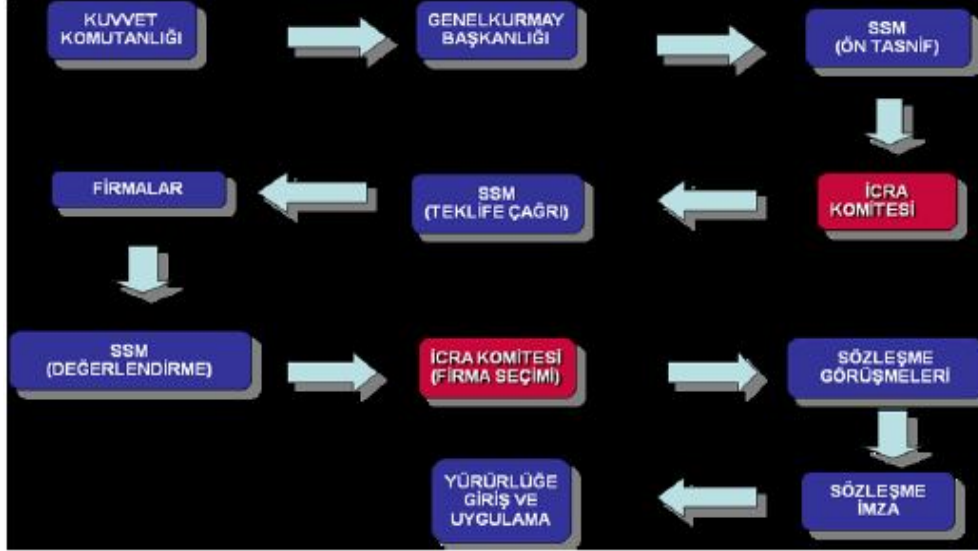 KUVVET
KOMUTANLIĞI
GENELKURMAY
BAŞKANLIĞI
SSM
(ÖN TASNİF)
İCRA
KOMİTESİ
SSM
(TEKLİFE ÇAĞRI)
FİRMALAR
SSM
(DEĞERLENDİRME)
İCRA KOMİTESİ
(FİRMA SEÇİMİ)
SÖZLEŞME
GÖRÜŞMELERİ
SÖZLEŞME
İMZA
YÜRÜRLÜĞE
GİRİŞ VE
UYGULAMA